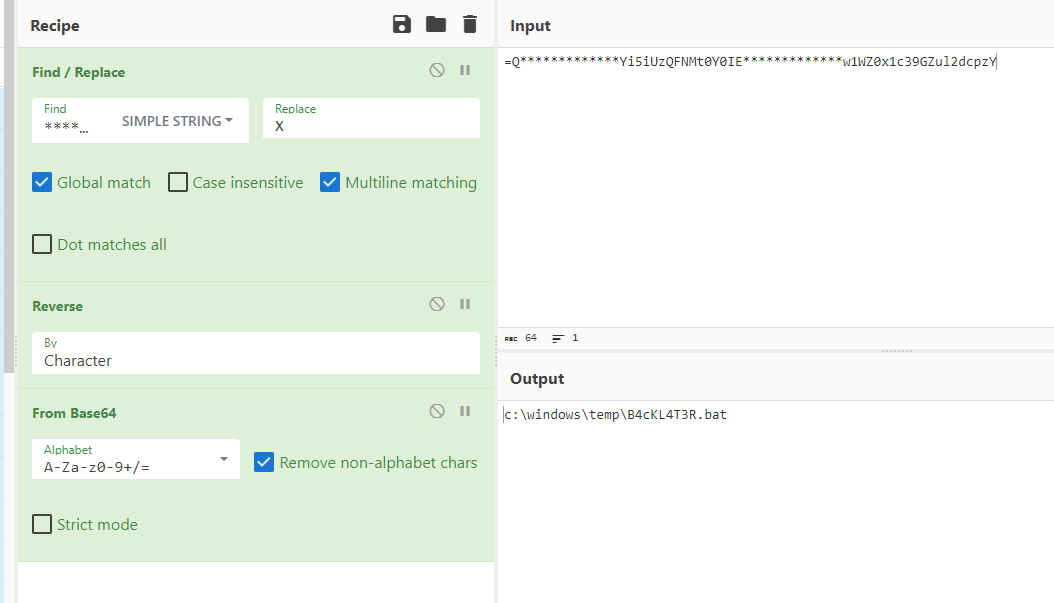 Recipe
Find / Replace
Find
****…
SIMPLE STRING
Replace
X
Global match
Case insensitive
Multiline matching
Dot matches all
Reverse
By
Character
From Base64
Alphabet
A-Za-z0-9+/=
Remove non-alphabet chars
Strict mode
Input
=Q*************Yi5iUzQFNMt0Y0IE*************w1WZ0x1c39GZul2dcpzY
ABC 64 1
Output
c:\windows\temp\B4cKL4T3R.bat